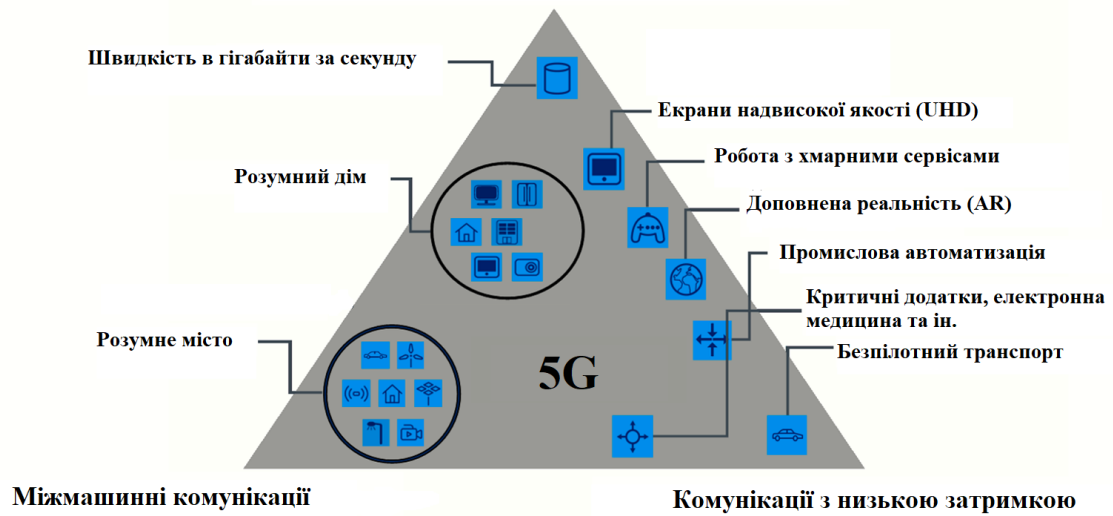 Швидкість в гігабайти за секунду
Екрани надвисокої якості (UHD)
Робота з хмарними сервісами
Розумний дім
Доповнена реальність (AR)
Промислова автоматизація
Критичні додатки, електронна
медицина та ін.
Розумне місто
Безпілотний транспорт
5G
Міжмашинні комунікації
Комунікації з низькою затримкою